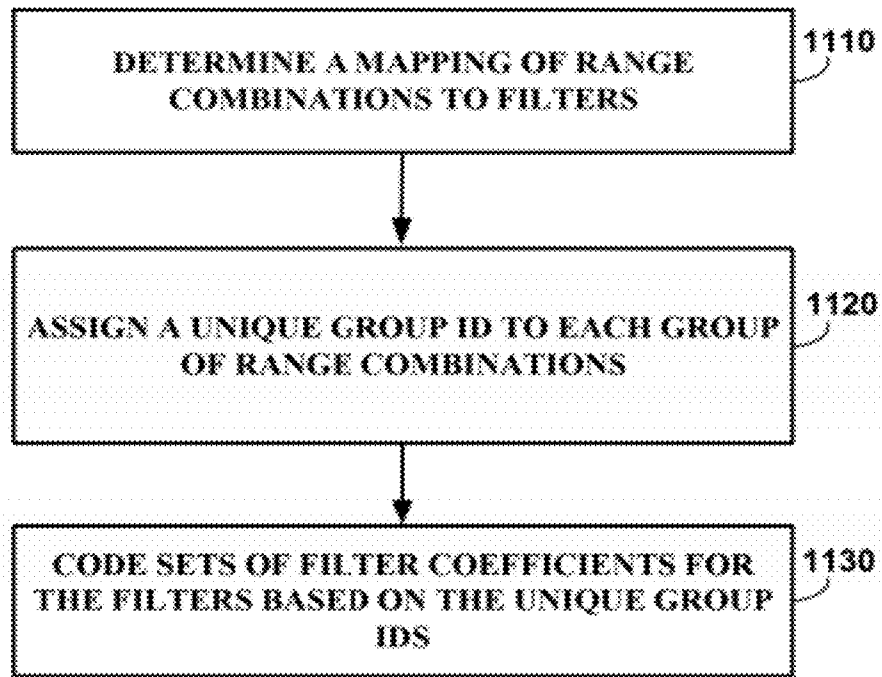 DETERMINE A MAPPING OF RANGE
COMBINATIONS TO FILTERS
1110
ASSIGN A UNIQUE GROUP ID TO EACH GROUP
OF RANGE COMBINATIONS
1120
CODE SETS OF FILTER COEFFICIENTS FOR
THE FILTERS BASED ON THE UNIQUE GROUP
IDS
1130